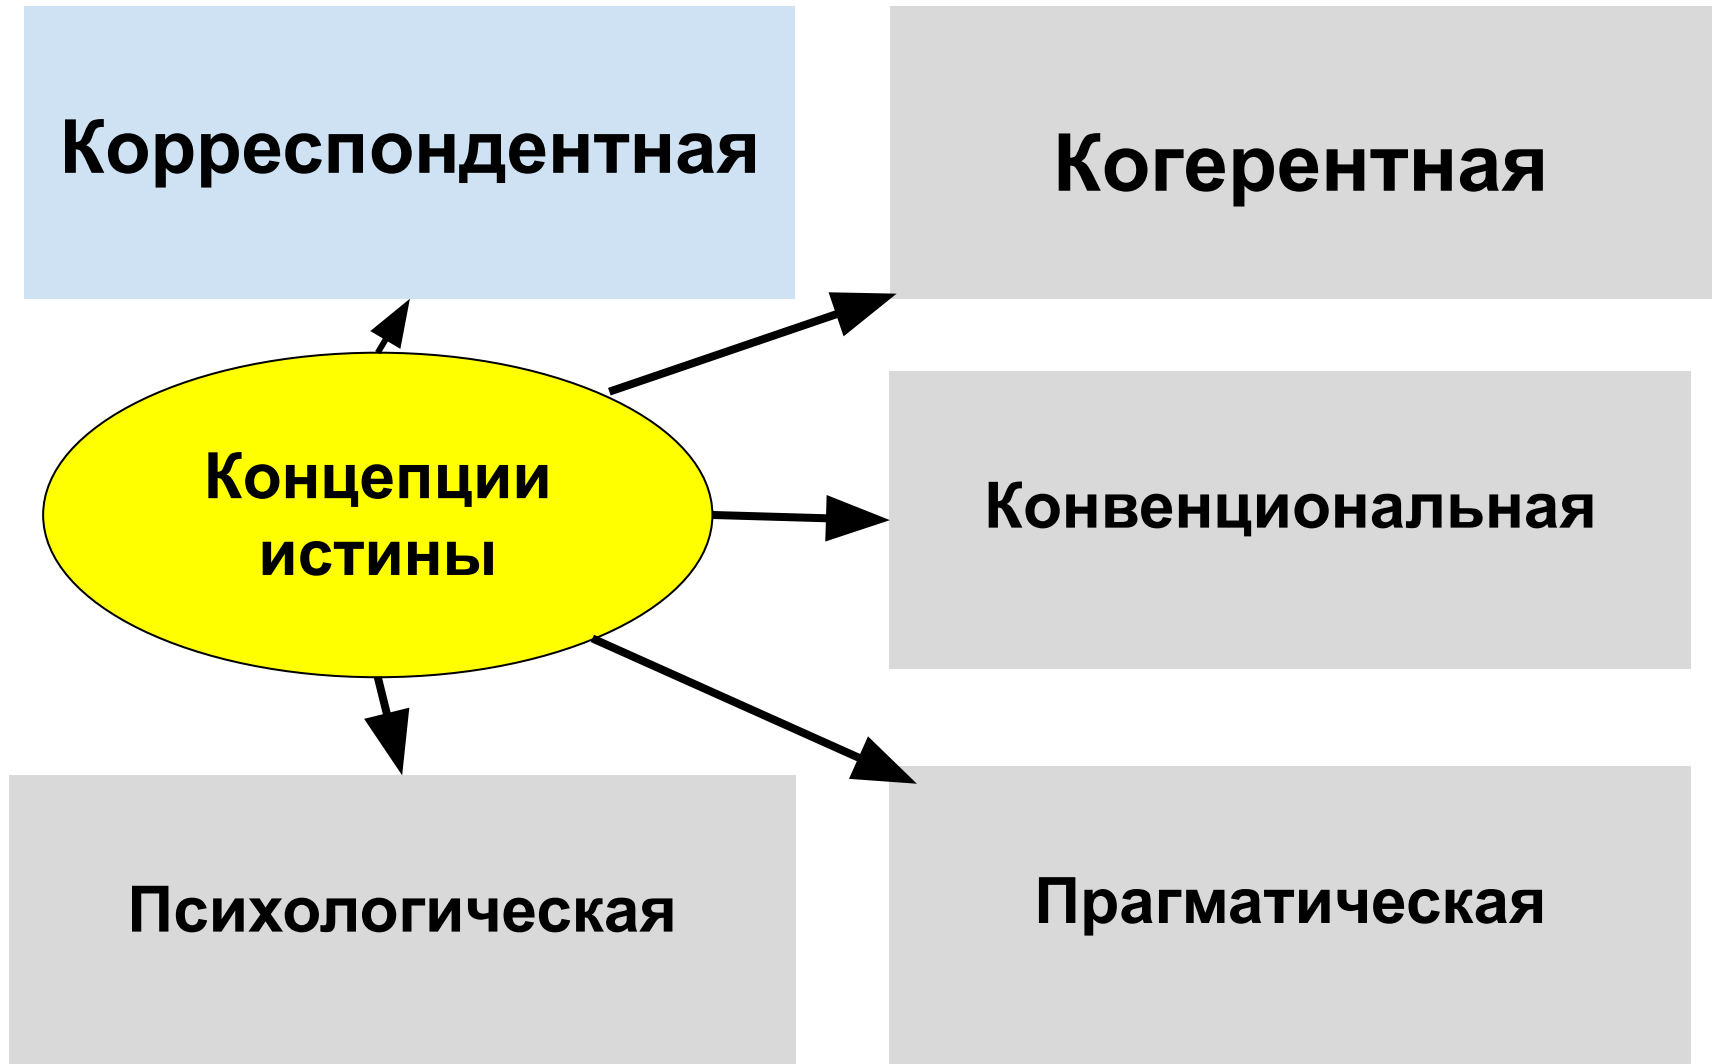 Корреспондентная
Когерентная
Концепции
истины
Конвенциональная
Психологическая
Прагматическая